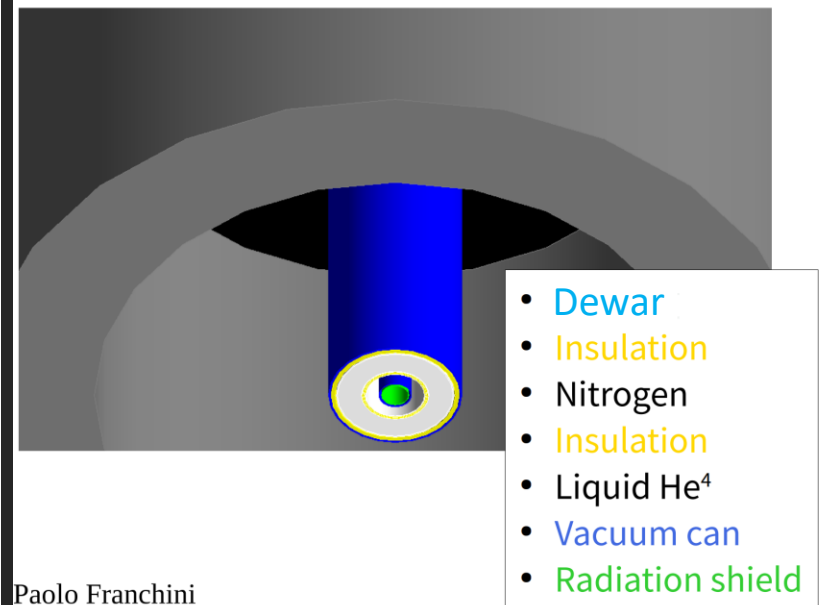 • Dewar
• Insulation
• Nitrogen
• Insulation
• Liquid He⁴
• Vacuum can
• Radiation shield
Paolo Franchini